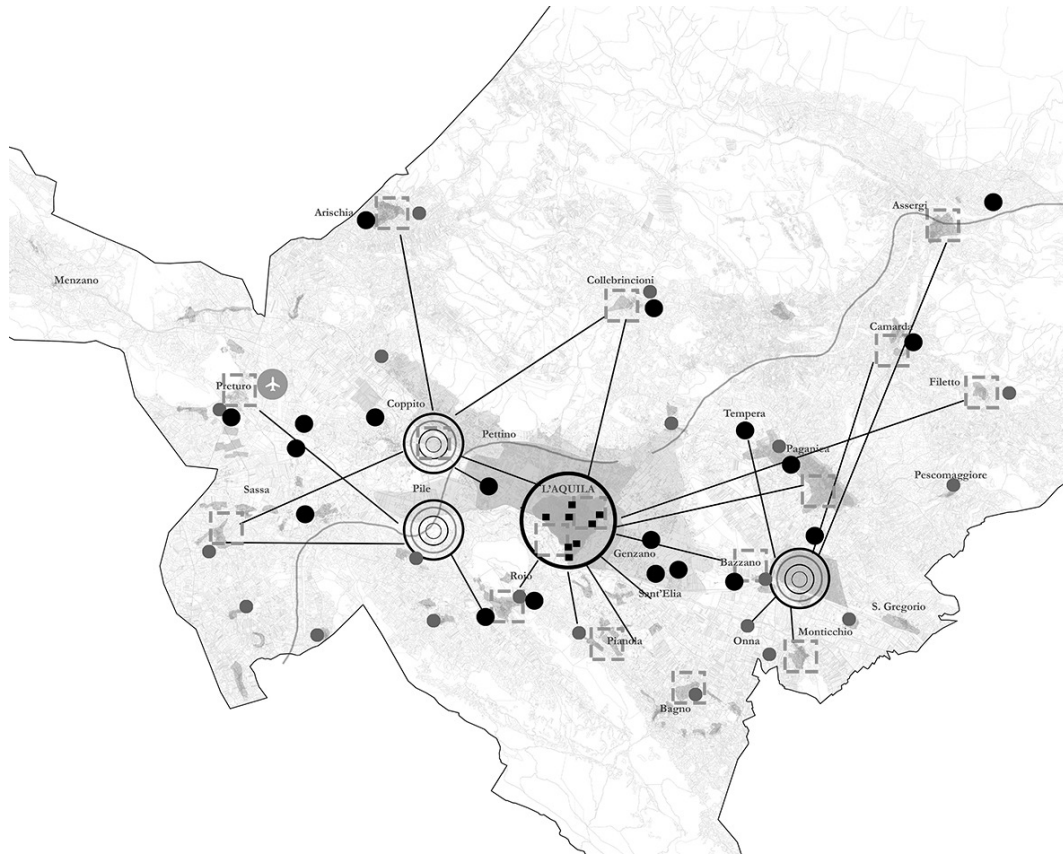 Assergi
Arischia
Menzano
Collebrincioni
Camarda
Preturo
Filetto
Coppito
Tempera
Pettino
Paganica
Pescomaggiore
Sassa
Pile
L'AQUILA
Genzano
Bazzano
Roio
Sant'Elia
S. Gregorio
Pianola
Onna
Monticchio
Bagno